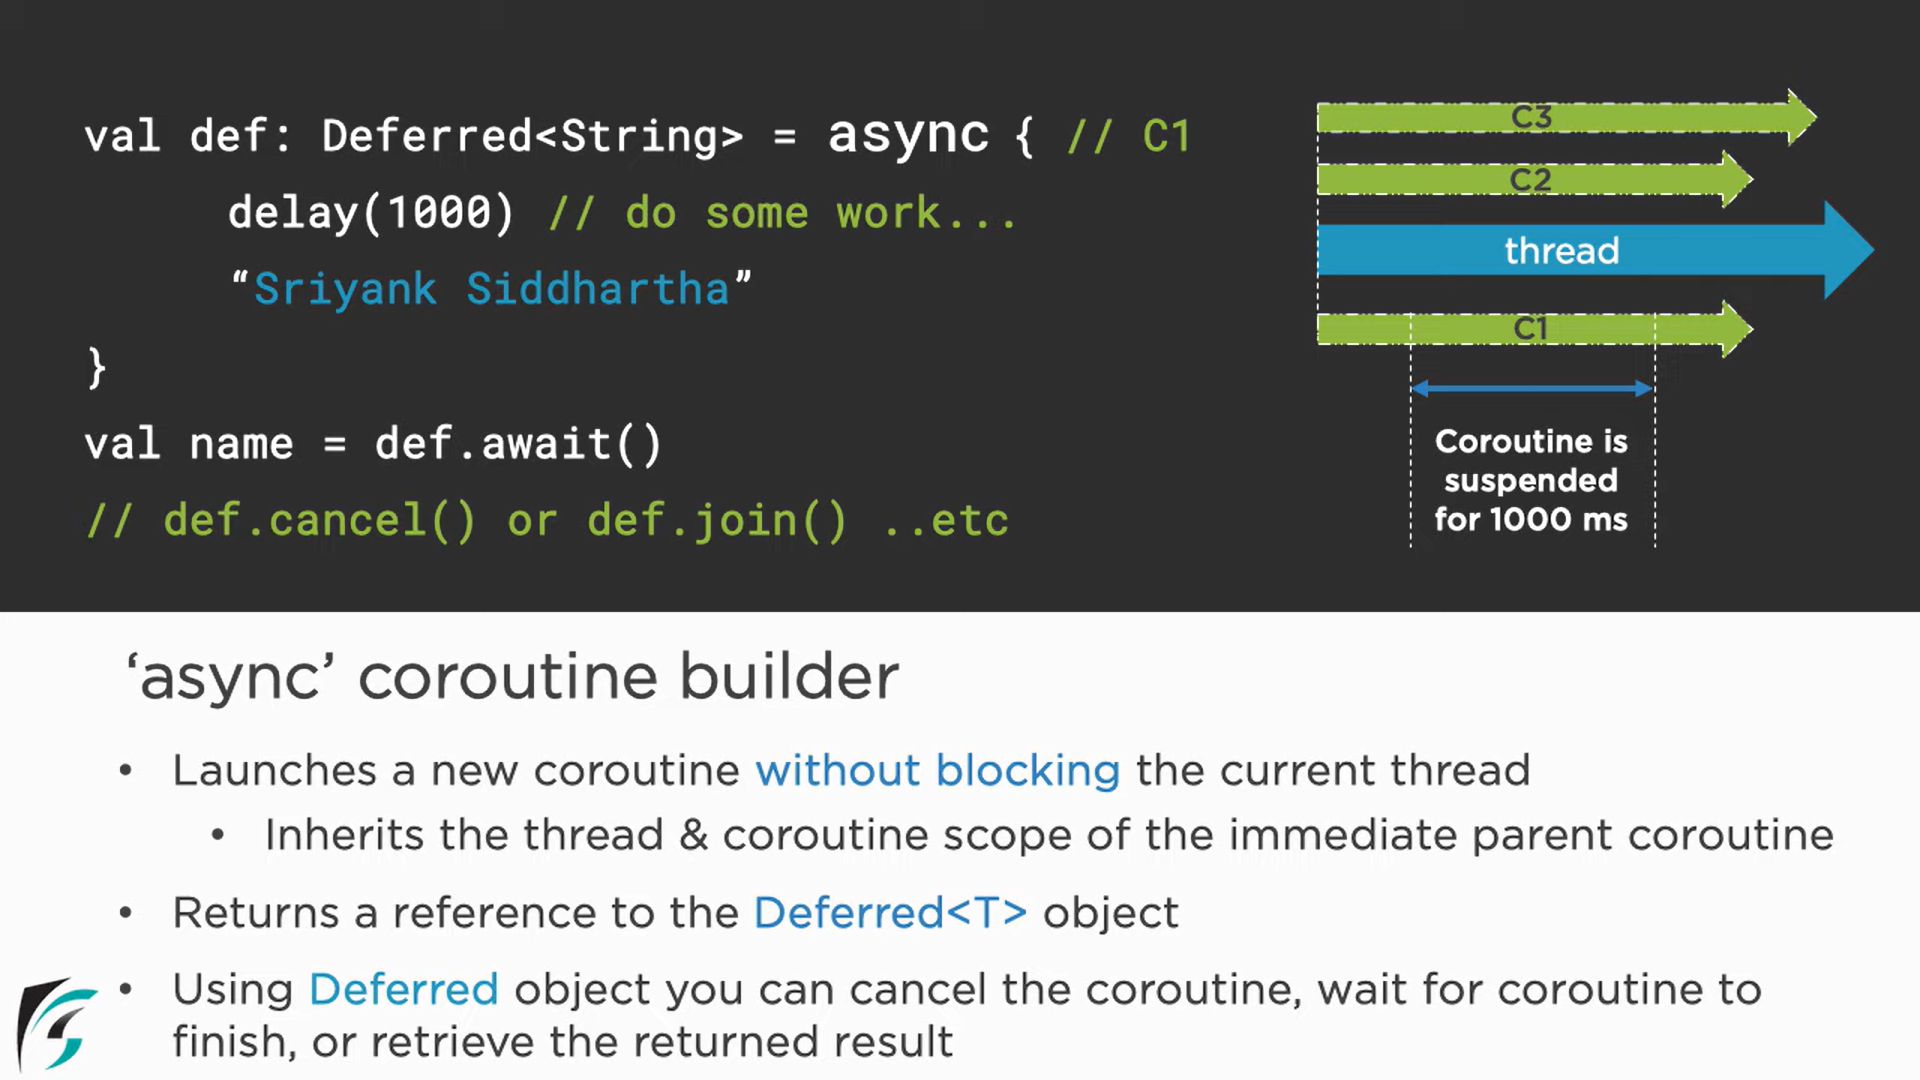 val def: Deferred<String> = async { // C1
delay(1000) // do some work...
“Sriyank Siddhartha”
}
val name = def.await()
// def.cancel() or def.join() ..etc
C3
C2
thread
C1
Coroutine is
suspended
for 1000 ms
‘async’ coroutine builder
• Launches a new coroutine without blocking the current thread
• Inherits the thread & coroutine scope of the immediate parent coroutine
• Returns a reference to the Deferred<T> object
• Using Deferred object you can cancel the coroutine, wait for coroutine to
finish, or retrieve the returned result